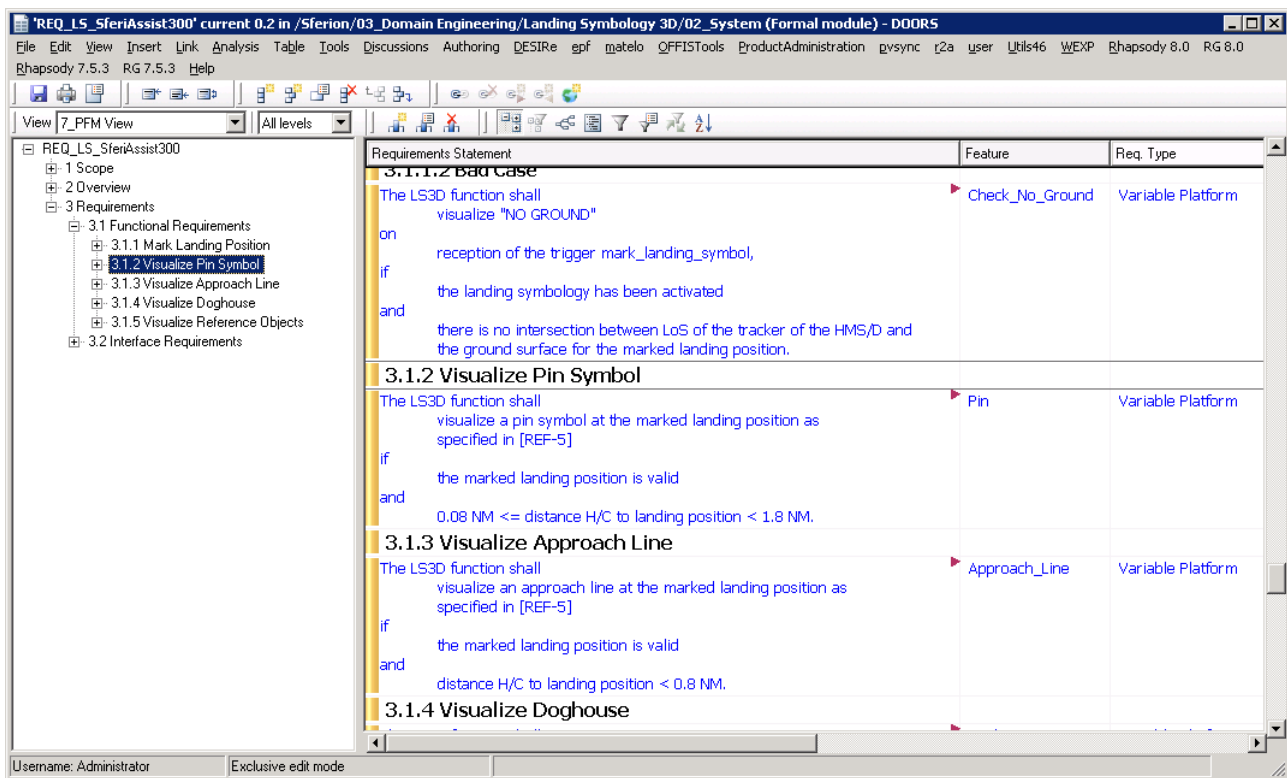 'REQ_LS_SferiAssist300' current 0.2 in /Sferion/03_Domain Engineering/Landing Symbology 3D/02_System (Formal module) - DOORS
File Edit View Insert Link Analysis Table Tools Discussions Authoring DESIRe epf matelo OFFISTools ProductAdministration pvsync r2a user Utils46 WEXP Rhapsody 8.0 RG 8.0
Rhapsody 7.5.3 RG 7.5.3 Help
View 7_PFM View All levels
REQ_LS_SferiAssist300
1 Scope
2 Overview
3 Requirements
3.1 Functional Requirements
3.1.1 Mark Landing Position
3.1.2 Visualize Pin Symbol
3.1.3 Visualize Approach Line
3.1.4 Visualize Doghouse
3.1.5 Visualize Reference Objects
3.2 Interface Requirements
Requirements Statement Feature Req. Type
3.1.1.2 Bad Case
The LS3D function shall Check_No_Ground Variable Platform
visualize "NO GROUND"
on
reception of the trigger mark_landing_symbol,
if
the landing symbology has been activated
and
there is no intersection between LoS of the tracker of the HMS/D and
the ground surface for the marked landing position.
3.1.2 Visualize Pin Symbol
The LS3D function shall Pin Variable Platform
visualize a pin symbol at the marked landing position as
specified in [REF-5]
if
the marked landing position is valid
and
0.08 NM <= distance H/C to landing position < 1.8 NM.
3.1.3 Visualize Approach Line
The LS3D function shall Approach_Line Variable Platform
visualize an approach line at the marked landing position as
specified in [REF-5]
if
the marked landing position is valid
and
distance H/C to landing position < 0.8 NM.
3.1.4 Visualize Doghouse
Username: Administrator Exclusive edit mode